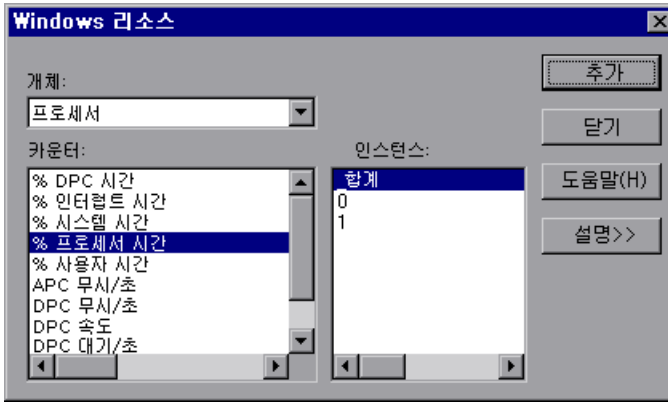 Windows 리소스
개체:
프로세서
카운터:
% DPC 시간
% 인터럽트 시간
% 시스템 시간
% 프로세서 시간
% 사용자 시간
APC 무시/초
DPC 무시/초
DPC 속도
DPC 대기/초
인스턴스:
_합계
0
1
추가
닫기
도움말(H)
설명>>